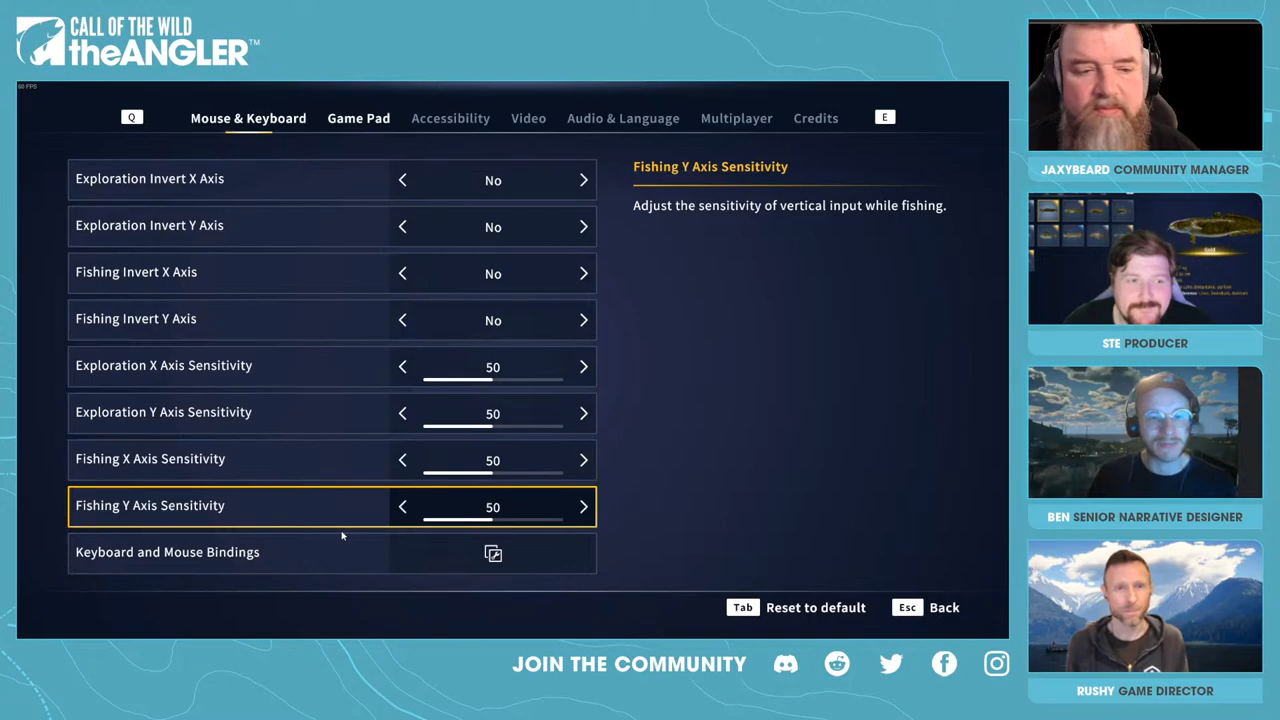 CALL OF THE WILD
theANGLER™
60 FPS
Q
Mouse & Keyboard
Game Pad
Accessibility
Video
Audio & Language
Multiplayer
Credits
E
Exploration Invert X Axis
No
Exploration Invert Y Axis
No
Fishing Invert X Axis
No
Fishing Invert Y Axis
No
Exploration X Axis Sensitivity
50
Exploration Y Axis Sensitivity
50
Fishing X Axis Sensitivity
50
Fishing Y Axis Sensitivity
50
Keyboard and Mouse Bindings
Fishing Y Axis Sensitivity
Adjust the sensitivity of vertical input while fishing.
Tab Reset to default
Esc Back
JOIN THE COMMUNITY
JAXYBEARD COMMUNITY MANAGER
STE PRODUCER
BEN SENIOR NARRATIVE DESIGNER
RUSHY GAME DIRECTOR